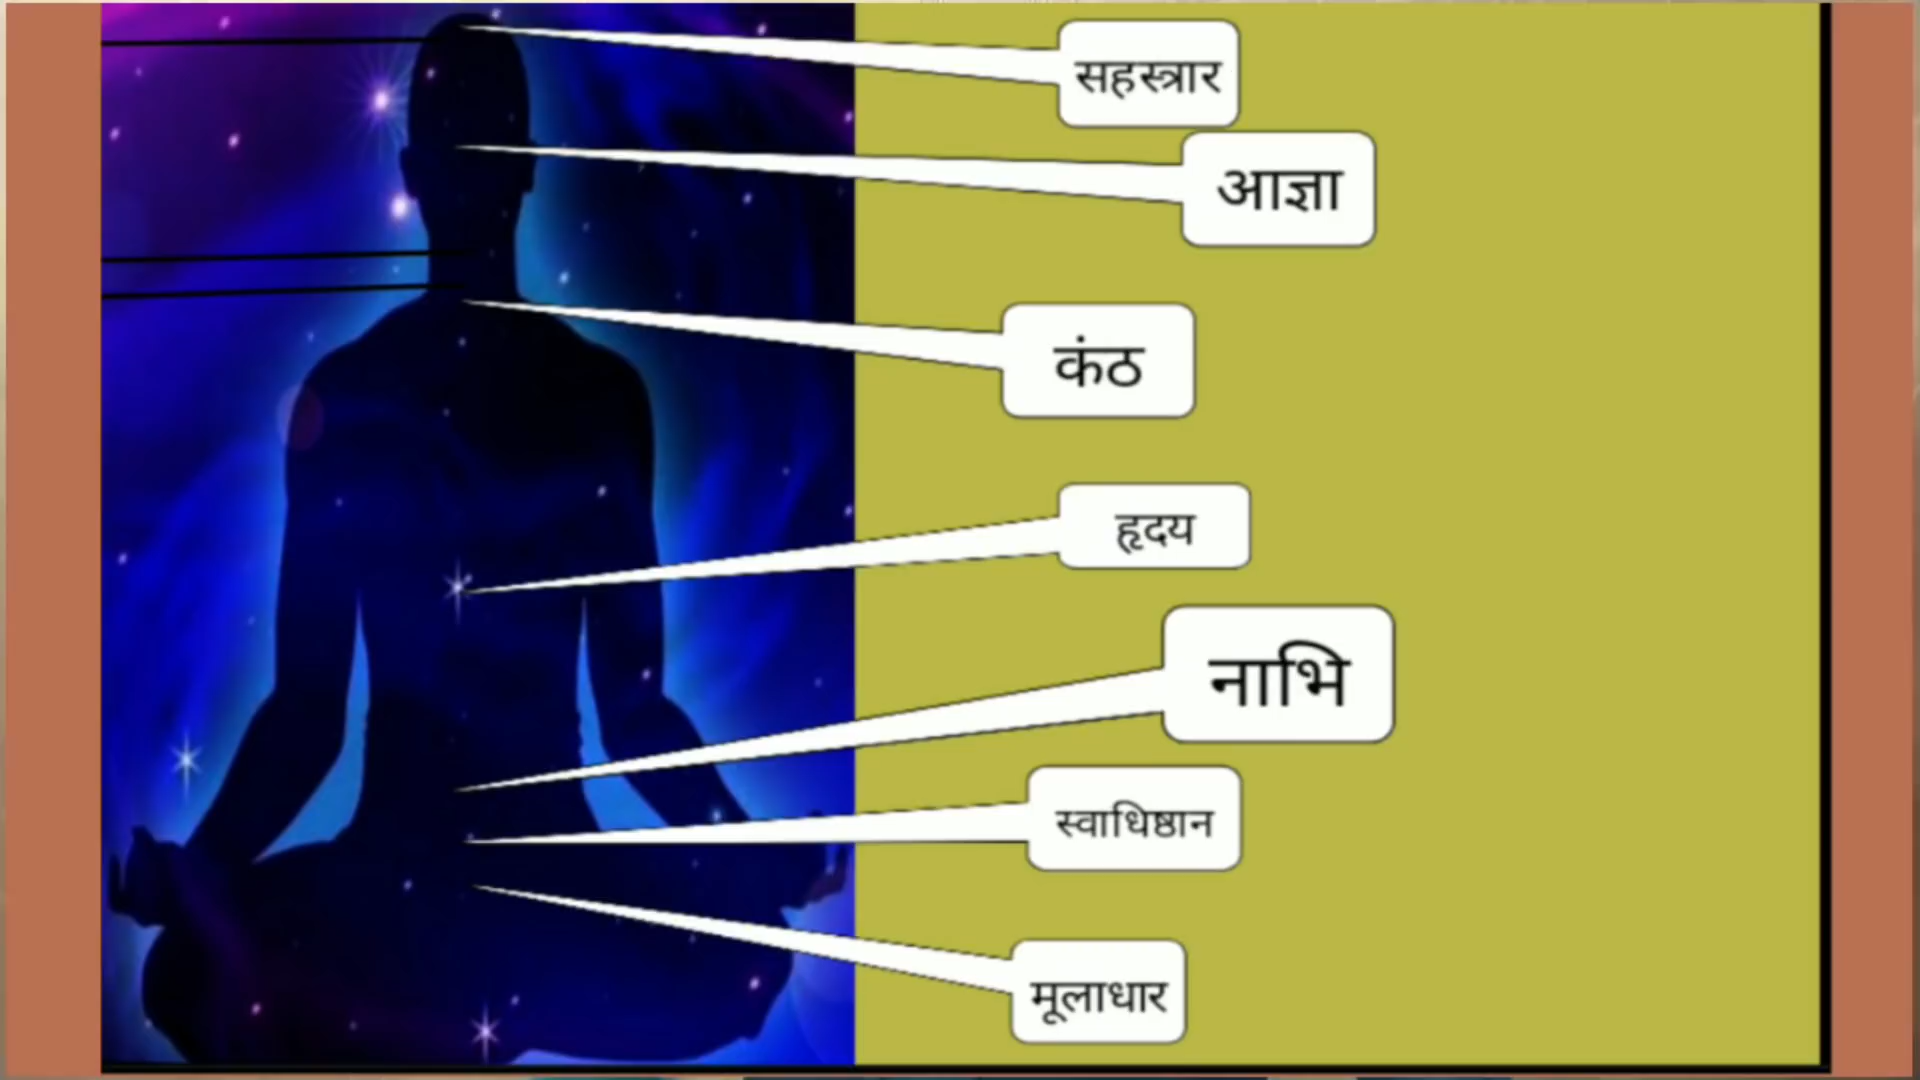 सहस्त्रार
आज्ञा
कंठ
हृदय
नाभि
स्वाधिष्ठान
मूलाधार